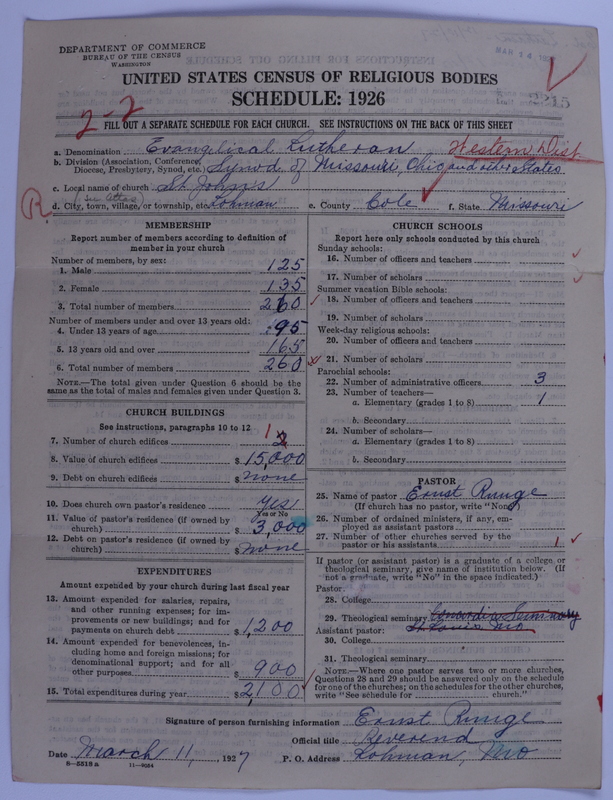 DEPARTMENT OF COMMERCE
BUREAU OF THE CENSUS
WASHINGTON
UNITED STATES CENSUS OF RELIGIOUS BODIES
SCHEDULE: 1926
2215
2-2
FILL OUT A SEPARATE SCHEDULE FOR EACH CHURCH. SEE INSTRUCTIONS ON THE BACK OF THIS SHEET
a. Denomination Evangelical Lutheran Western Dist.
b. Division (Association, Conference, Diocese, Presbytery, Synod, etc.) Synod of Missouri, Ohio and other States
c. Local name of church St. John's
R. d. City, town, village, or township, etc. Lohman e. County Cole f. State Missouri
MEMBERSHIP
Report number of members according to definition of
member in your church
Number of members, by sex:
1. Male 125
2. Female 135
3. Total number of members 260
Number of members under and over 13 years old:
4. Under 13 years of age 95
5. 13 years old and over 165
6. Total number of members 260
NOTE.—The total given under Question 6 should be the
same as the total of males and females given under Question 3.
CHURCH BUILDINGS
See instructions, paragraphs 10 to 12
7. Number of church edifices 1
8. Value of church edifices $15,000
9. Debt on church edifices $none
10. Does church own pastor's residence Yes
Yes or No
11. Value of pastor's residence (if owned by
church) $3,000
12. Debt on pastor's residence (if owned by
church) $none
EXPENDITURES
Amount expended by your church during last fiscal year
13. Amount expended for salaries, repairs,
and other running expenses; for im-
provements or new buildings; and for
payments on church debt $1,200
14. Amount expended for benevolences, in-
cluding home and foreign missions; for
denominational support; and for all
other purposes 900
15. Total expenditures during year $2,100
CHURCH SCHOOLS
Report here only schools conducted by this church
Sunday schools:
16. Number of officers and teachers
17. Number of scholars
Summer vacation Bible schools:
18. Number of officers and teachers
19. Number of scholars
Week-day religious schools:
20. Number of officers and teachers
21. Number of scholars
Parochial schools:
22. Number of administrative officers 3
23. Number of teachers—
a. Elementary (grades 1 to 8) 1
b. Secondary
24. Number of scholars—
a. Elementary (grades 1 to 8)
b. Secondary
PASTOR
25. Name of pastor Ernst Runge
(If church has no pastor, write "None")
26. Number of ordained ministers, if any, em-
ployed as assistant pastors
27. Number of other churches served by the
pastor or his assistants 1
If pastor (or assistant pastor) is a graduate of a college or
theological seminary, give name of institution below. (If
not a graduate, write "No" in the space indicated.)
Pastor:
28. College
29. Theological seminary Concordia Seminary
Assistant pastor: St Louis Mo
30. College
31. Theological seminary
NOTE.—Where one pastor serves two or more churches,
Questions 28 and 29 should be answered only on the schedule
for one of the churches; on the schedules for the other churches,
write "See schedule for church."
Signature of person furnishing information Ernst Runge
Official title Reverend
Date March 11, 1927 P. O. Address Lohman, Mo
8-5518 a 11-9054